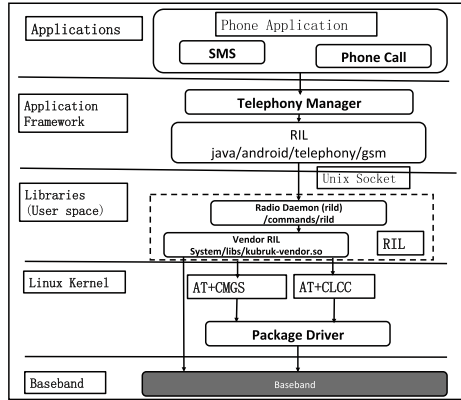 Phone Application
Applications
SMS
Phone Call
Application
Framework
Telephony Manager
RIL
java/android/telephony/gsm
Unix Socket
Libraries
(User space)
Radio Daemon (rild)
/commands/rild
Vendor RIL
System/libs/kubruk-vendor.so
RIL
Linux Kernel
AT+CMGS
AT+CLCC
Package Driver
Baseband
Baseband